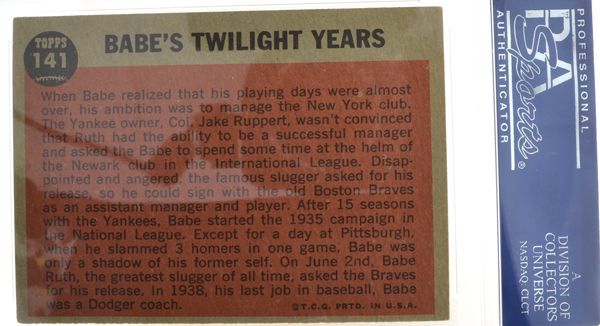 TOPPS
141
BABE'S TWILIGHT YEARS
When Babe realized that his playing days were almost
over, his ambition was to manage the New York club.
The Yankee owner, Col. Jake Ruppert, wasn't convinced
that Ruth had the ability to be a successful manager
and asked the Babe to spend some time at the helm of
the Newark club in the International League. Disap-
pointed and angered, the famous slugger asked for his
release, so he could sign with the old Boston Braves
as an assistant manager and player. After 15 seasons
with the Yankees, Babe started the 1935 campaign in
the National League. Except for a day at Pittsburgh,
when he slammed 3 homers in one game, Babe was
only a shadow of his former self. On June 2nd, Babe
Ruth, the greatest slugger of all time, asked the Braves
for his release. In 1938, his last job in baseball, Babe
was a Dodger coach.
©T.C.G. PRTD. IN U.S.A.
PROFESSIONAL
PSA
Sports®
AUTHENTICATOR
A
DIVISION OF
COLLECTORS
UNIVERSE
NASDAQ: CLCT